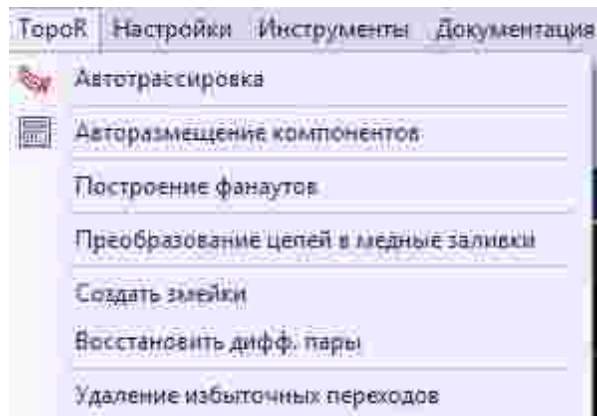 TopoR Настройки Инструменты Документация
Автотрассировка
Авторазмещение компонентов
Построение фанаутов
Преобразование цепей в медные заливки
Создать змейки
Восстановить дифф. пары
Удаление избыточных переходов